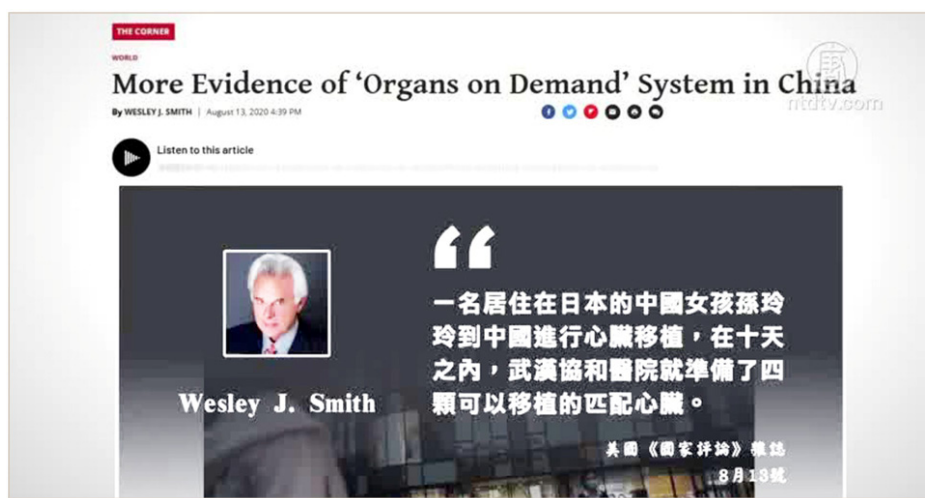 THE CORNER
WORLD
More Evidence of ‘Organs on Demand’ System in China
By WESLEY J. SMITH | August 13, 2020 4:39 PM
ntdtv.com
Listen to this article
一名居住在日本的中國女孩孫玲
玲到中國進行心臟移植，在十天
之內，武漢協和醫院就準備了四
顆可以移植的匹配心臟。
Wesley J. Smith
美國《國家評論》雜誌
8月13號